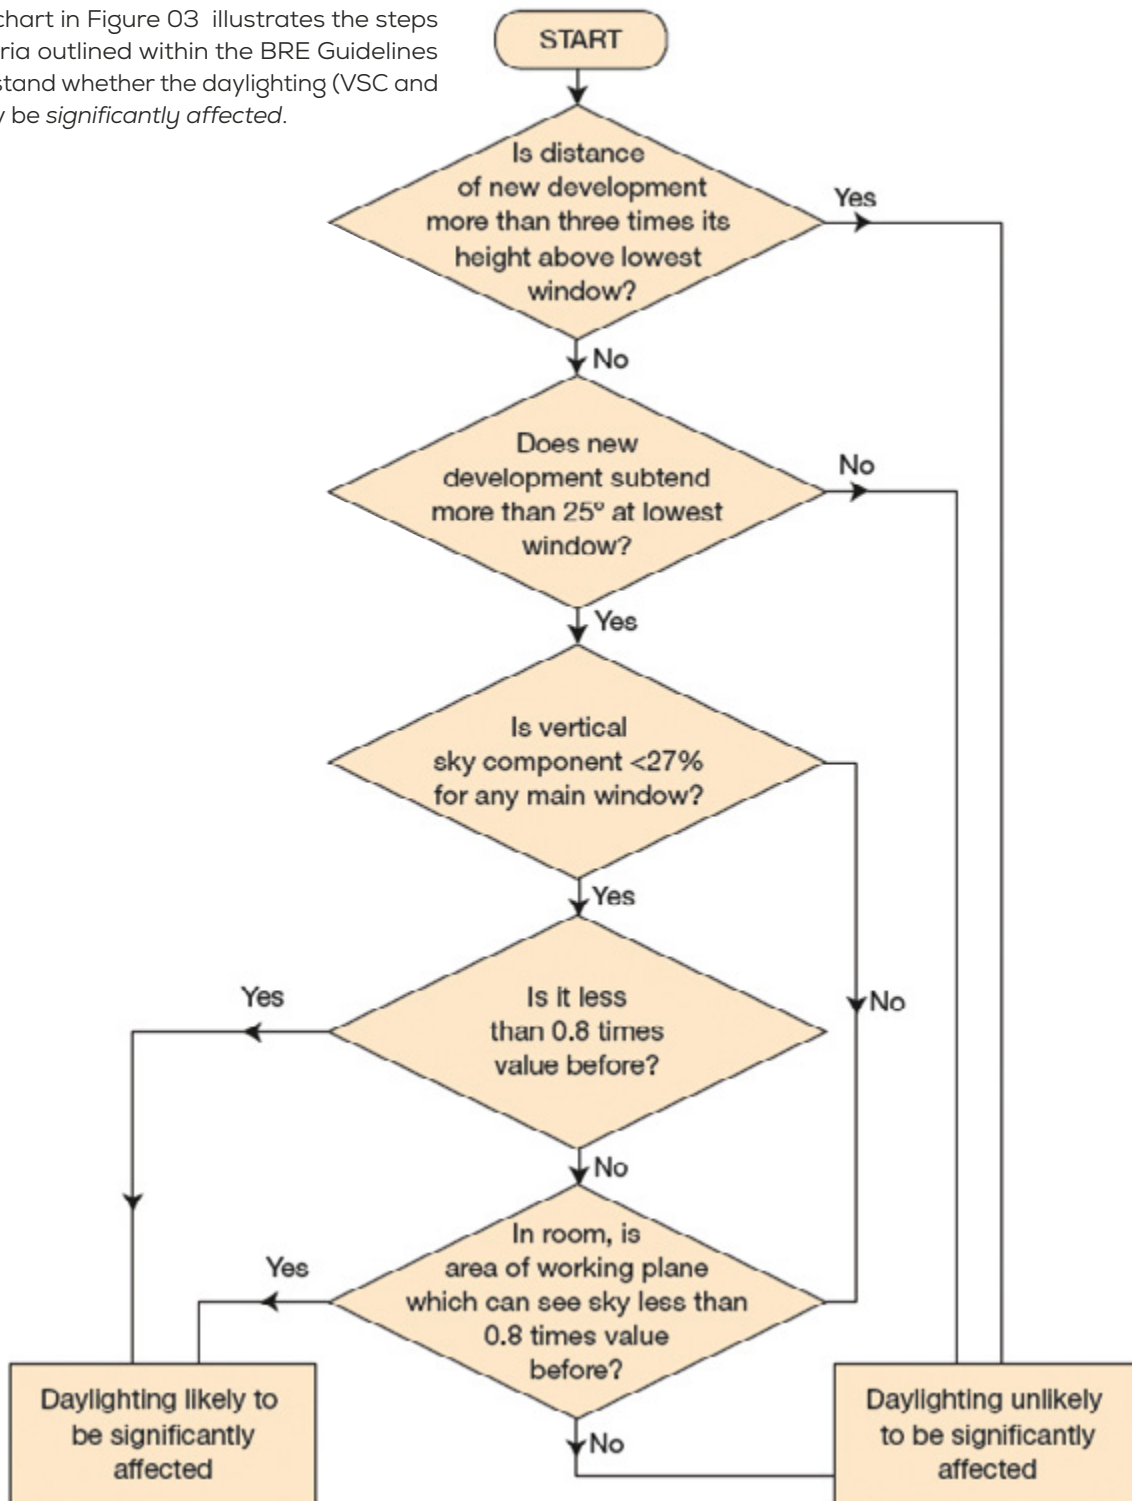 chart in Figure 03 illustrates the steps
outlined within the BRE Guidelines
whether the daylighting (VSC and
be significantly affected.
START
Is distance
of new development
more than three times its
height above lowest
window?
Yes
No
Does new
development subtend
more than 25° at lowest
window?
No
Yes
Is vertical
sky component <27%
for any main window?
Yes
No
Is it less
than 0.8 times
value before?
Yes
No
In room, is
area of working plane
which can see sky less than
0.8 times value
before?
Yes
No
Daylighting likely to
be significantly
affected
Daylighting unlikely
to be significantly
affected